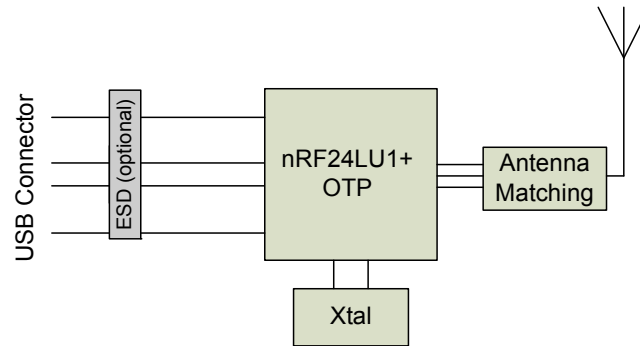 USB Connector
ESD (optional)
nRF24LU1+
OTP
Antenna
Matching
Xtal